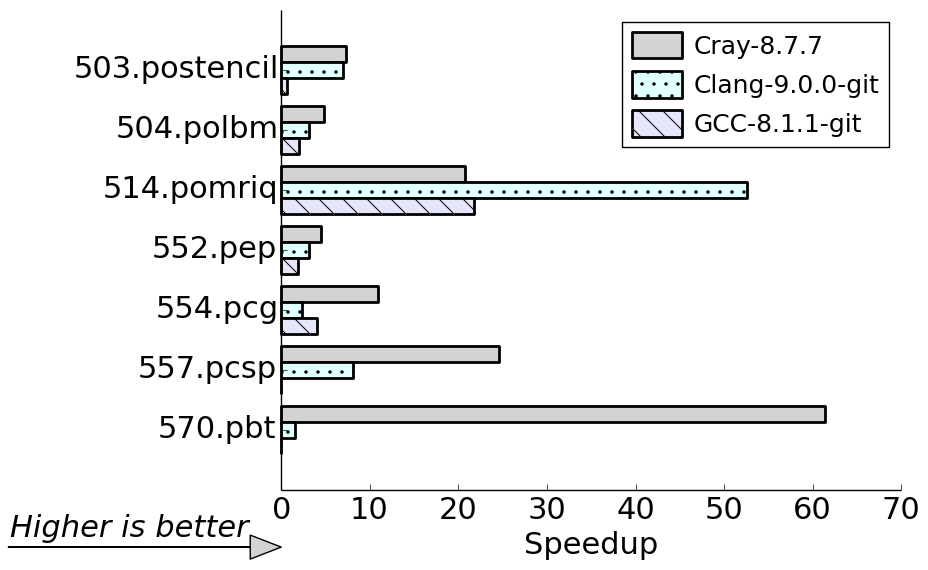 Cray-8.7.7
Clang-9.0.0-git
GCC-8.1.1-git
503.postencil
504.polbm
514.pomriq
552.pep
554.pcg
557.pcsp
570.pbt
0 10 20 30 40 50 60 70
Higher is better
Speedup